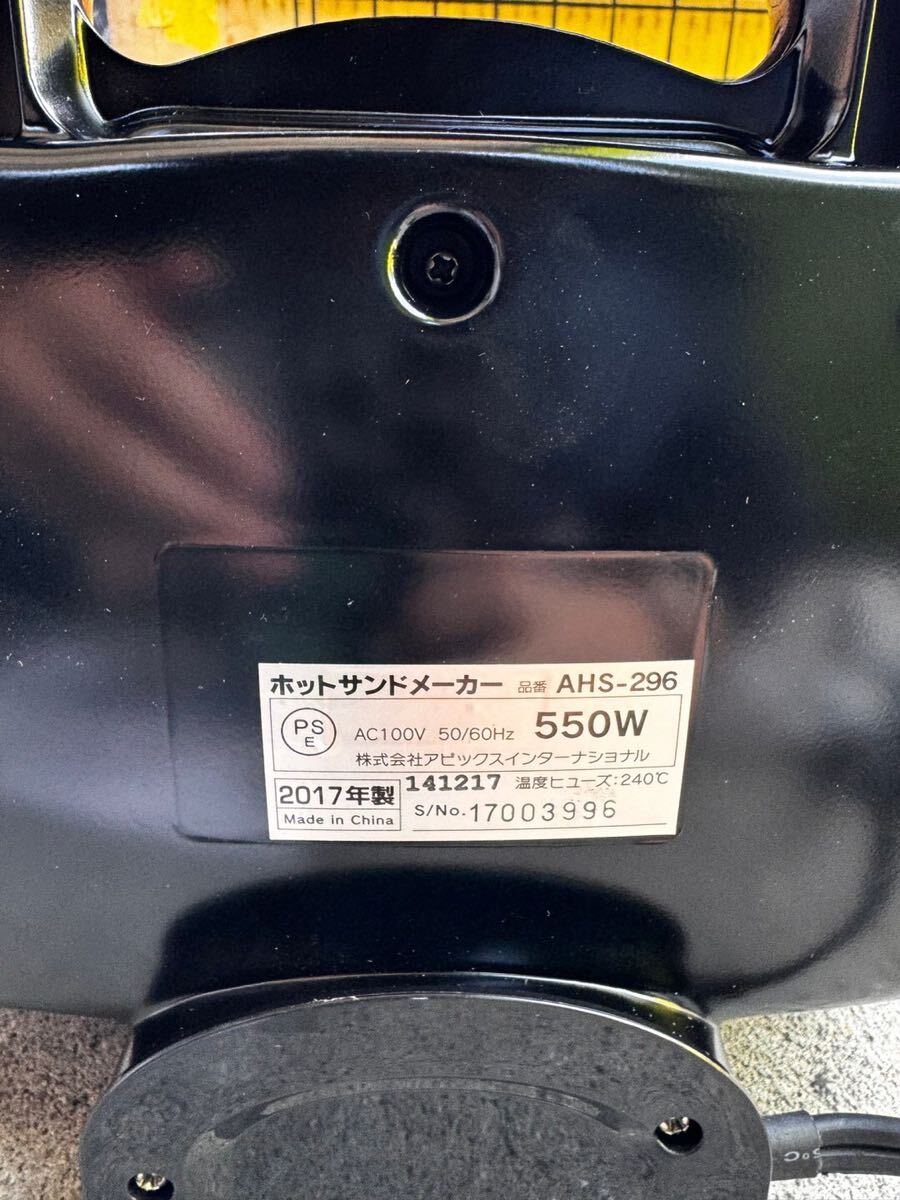 ホットサンドメーカー 品番 AHS-296
PS E AC100V 50/60Hz 550W
株式会社アピックスインターナショナル
2017年製 141217 温度ヒューズ:240℃
Made in China S/No. 17003996